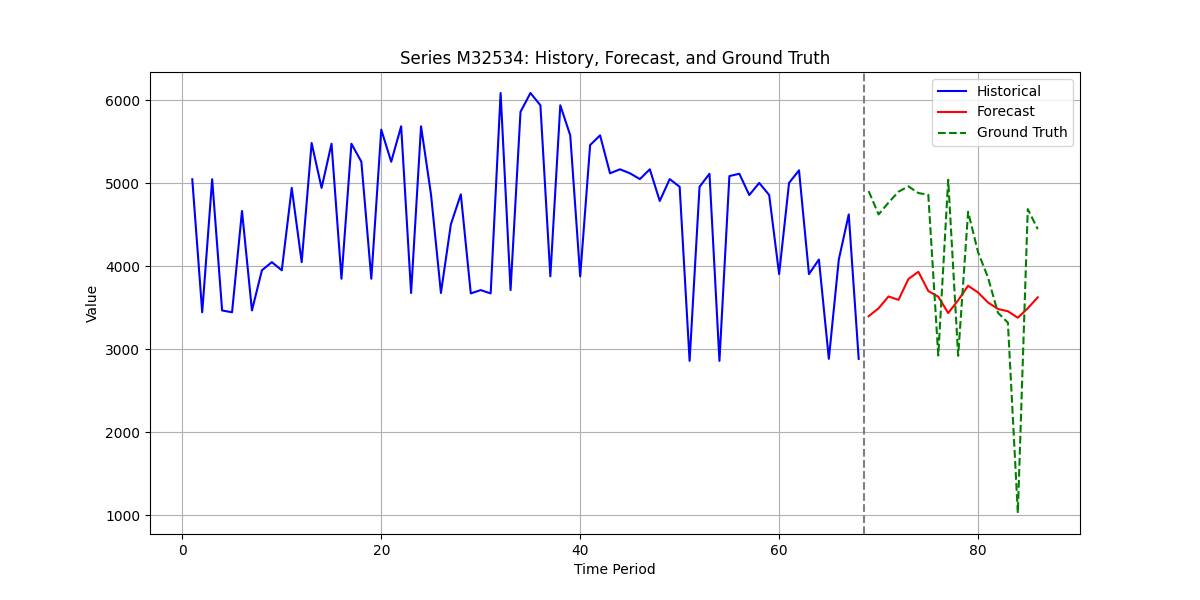 Series M32534: History, Forecast, and Ground Truth
Historical
Forecast
Ground Truth
Value
6000
5000
4000
3000
2000
1000
0 20 40 60 80
Time Period